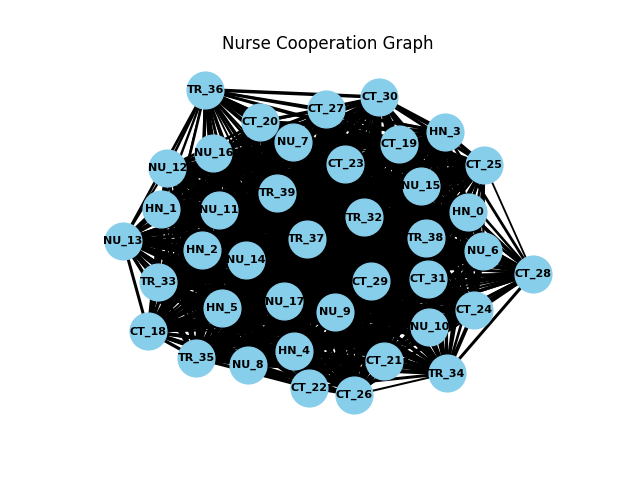 Nurse Cooperation Graph
TR_36
CT_30
CT_27
CT_20
HN_3
NU_7
CT_19
NU_16
CT_23
CT_25
NU_12
NU_15
TR_39
HN_1
NU_11
HN_0
TR_32
TR_38
TR_37
NU_13
HN_2
NU_6
NU_14
CT_28
CT_31
TR_33
CT_29
NU_17
HN_5
CT_24
NU_9
NU_10
CT_18
HN_4
TR_35
CT_21
NU_8
TR_34
CT_22
CT_26